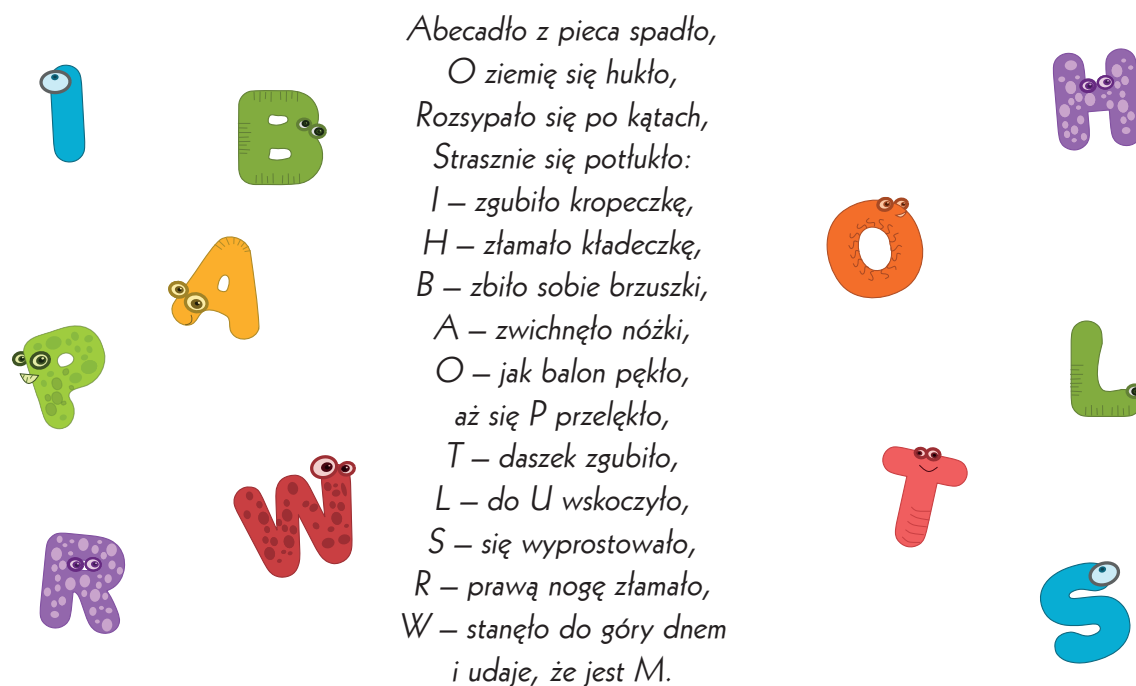 Abecadło z pieca spadło,
O ziemię się hukło,
Rozsypało się po kątach,
Strasznie się potłukło:
I – zgubiło kropeczkę,
H – złamało kładeczkę,
B – zbiło sobie brzuszki,
A – zwichnęło nóżki,
O – jak balon pękło,
aż się P przelękło,
T – daszek zgubiło,
L – do U wskoczyło,
S – się wyprostowało,
R – prawą nogę złamało,
W – stanęło do góry dnem
i udaje, że jest M.
I
B
A
P
W
R
H
O
L
T
S